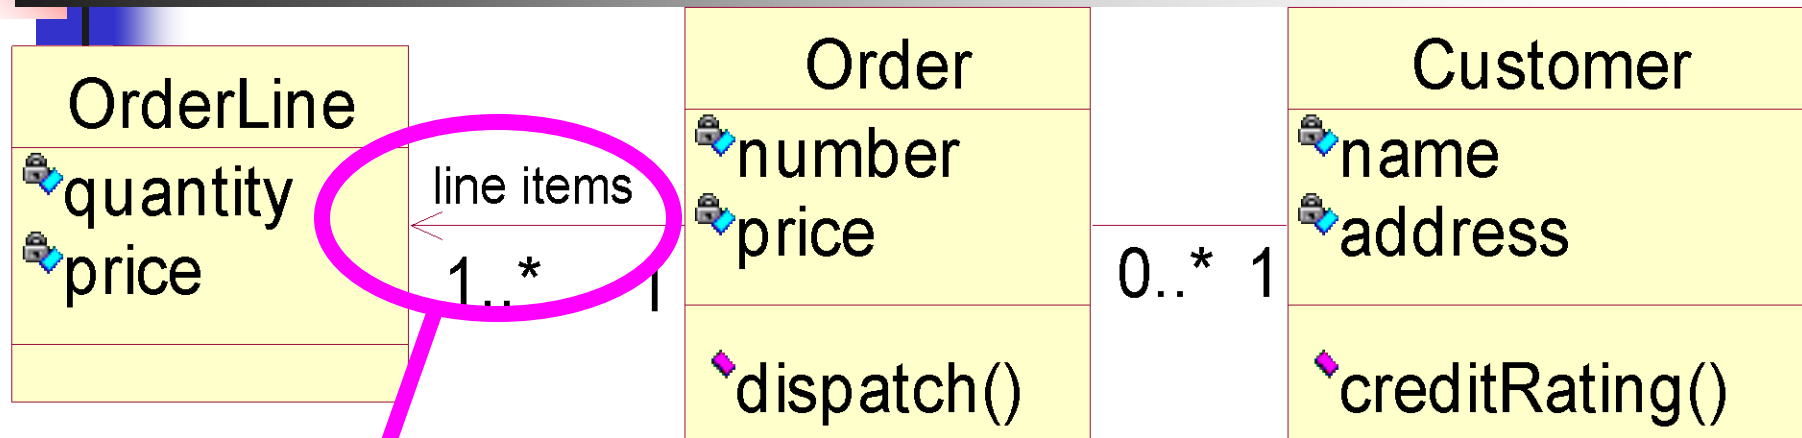 OrderLine
quantity
price
line items
1..* 1
Order
number
price
dispatch()
0..* 1
Customer
name
address
creditRating()